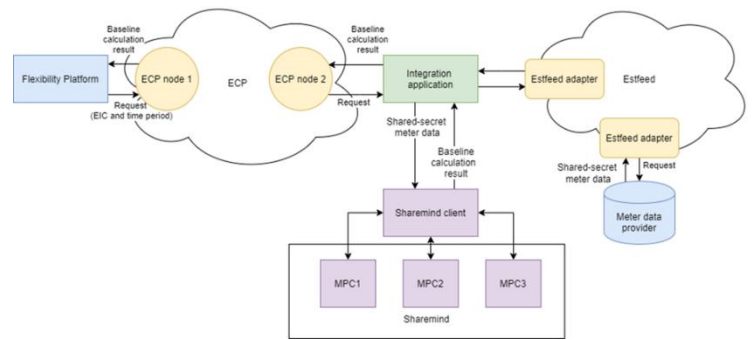 Baseline
calculation
result
Flexibility Platform
ECP node 1
Request
(EIC and time period)
ECP
ECP node 2
Baseline
calculation
result
Request
Integration
application
Estfeed adapter
Estfeed
Estfeed adapter
Shared-secret
meter data
Request
Meter data
provider
Shared-secret
meter data
Baseline
calculation
result
Sharemind client
MPC1
MPC2
MPC3
Sharemind